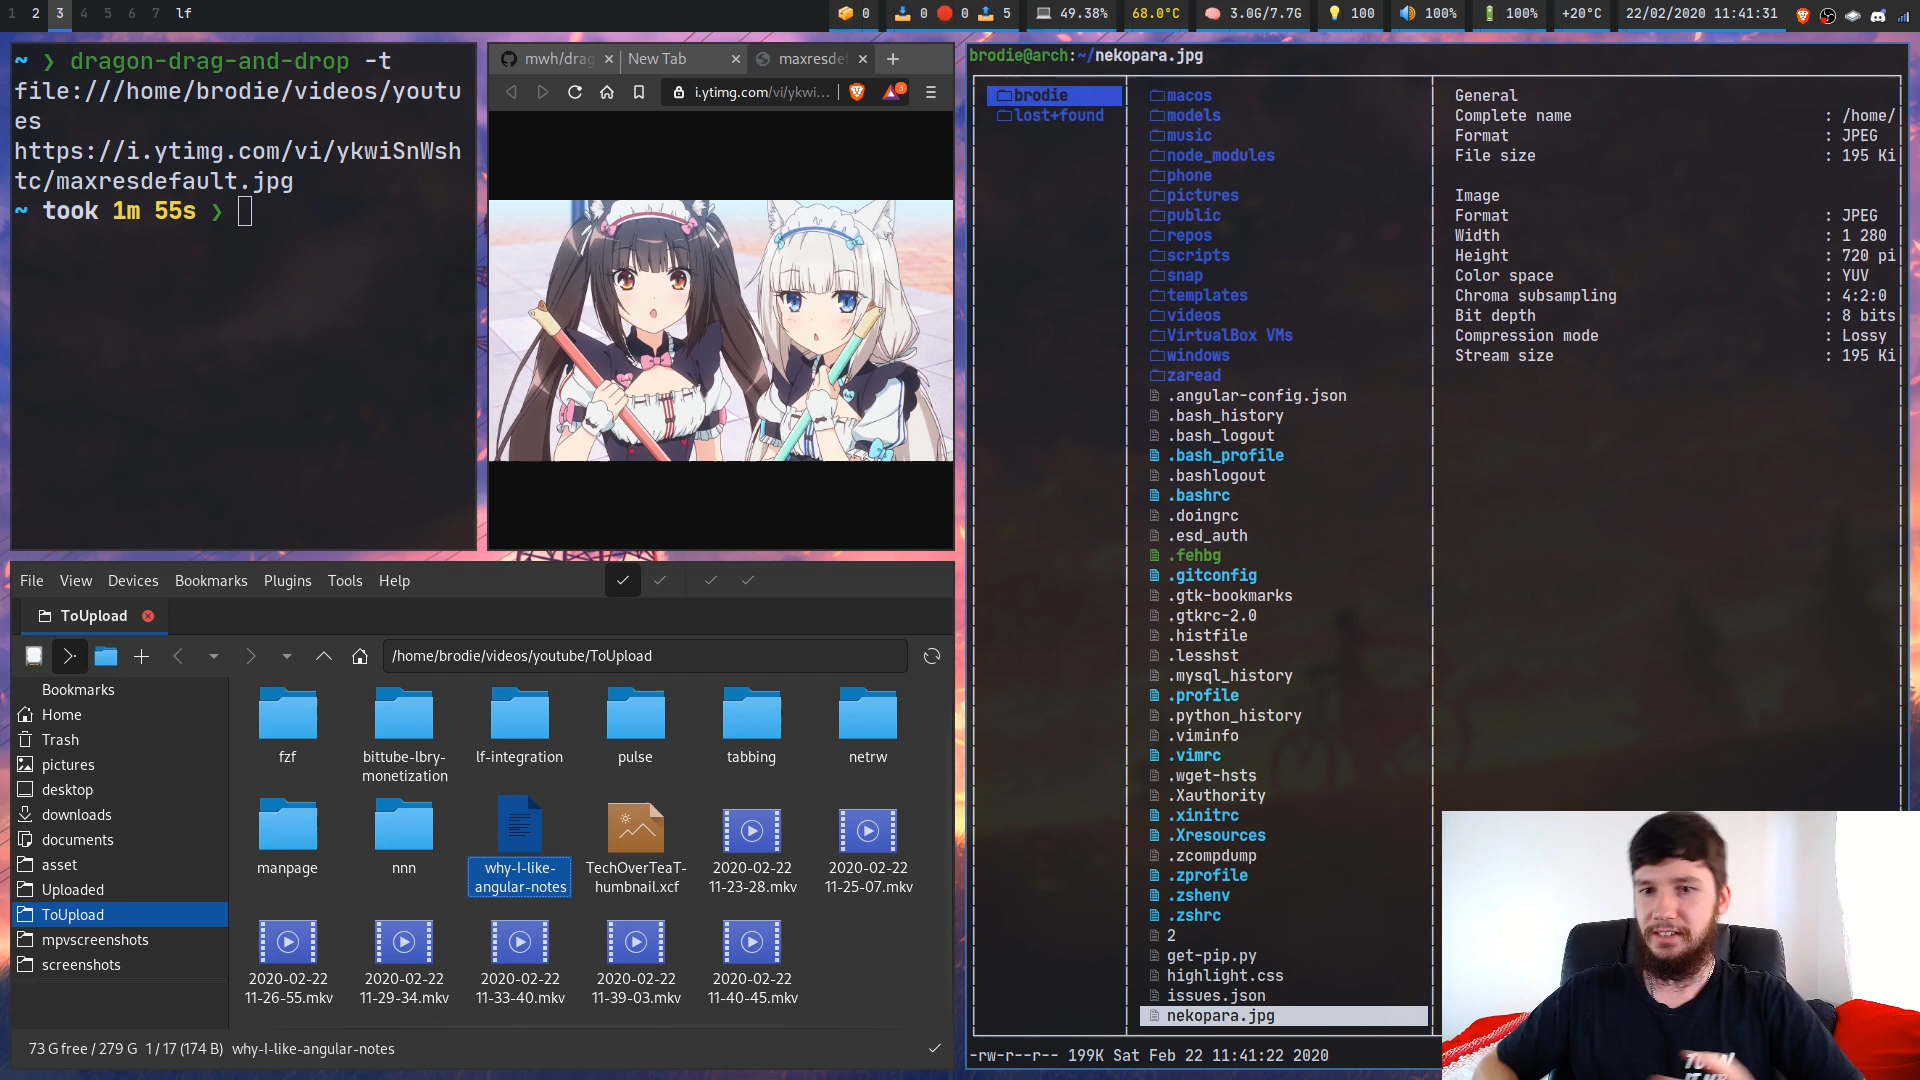 1 2 3 4 5 6 7 lf
0 0 0 5 49.38% 68.0°C 3.0G/7.7G 100 100% 100% +20°C 22/02/2020 11:41:31
~ ❯ dragon-drag-and-drop -t
file:///home/brodie/videos/youtu
es
https://i.ytimg.com/vi/ykwiSnWsh
tc/maxresdefault.jpg
~ took 1m 55s ❯
mwh/drag New Tab maxresdef
i.ytimg.com/vi/ykwi... 3
File View Devices Bookmarks Plugins Tools Help
ToUpload
/home/brodie/videos/youtube/ToUpload
Bookmarks
Home
Trash
pictures
desktop
downloads
documents
asset
Uploaded
ToUpload
mpvscreenshots
screenshots
fzf
bittube-lbry-
monetization
lf-integration
pulse
tabbing
netrw
manpage
nnn
why-I-like-
angular-notes
TechOverTeaT-
humbnail.xcf
2020-02-22
11-23-28.mkv
2020-02-22
11-25-07.mkv
2020-02-22
11-26-55.mkv
2020-02-22
11-29-34.mkv
2020-02-22
11-33-40.mkv
2020-02-22
11-39-03.mkv
2020-02-22
11-40-45.mkv
73 G free / 279 G 1 / 17 (174 B) why-I-like-angular-notes
brodie@arch:~/nekopara.jpg
brodie
lost+found
macos
models
music
node_modules
phone
pictures
public
repos
scripts
snap
templates
videos
VirtualBox VMs
windows
zaread
.angular-config.json
.bash_history
.bash_logout
.bash_profile
.bashlogout
.bashrc
.doingrc
.esd_auth
.fehbg
.gitconfig
.gtk-bookmarks
.gtkrc-2.0
.histfile
.lesshst
.mysql_history
.profile
.python_history
.viminfo
.vimrc
.wget-hsts
.Xauthority
.xinitrc
.Xresources
.zcompdump
.zprofile
.zshenv
.zshrc
2
get-pip.py
highlight.css
issues.json
nekopara.jpg
General
Complete name : /home/
Format : JPEG
File size : 195 Ki
Image
Format : JPEG
Width : 1 280
Height : 720 pi
Color space : YUV
Chroma subsampling : 4:2:0
Bit depth : 8 bits
Compression mode : Lossy
Stream size : 195 Ki
-rw-r--r-- 199K Sat Feb 22 11:41:22 2020